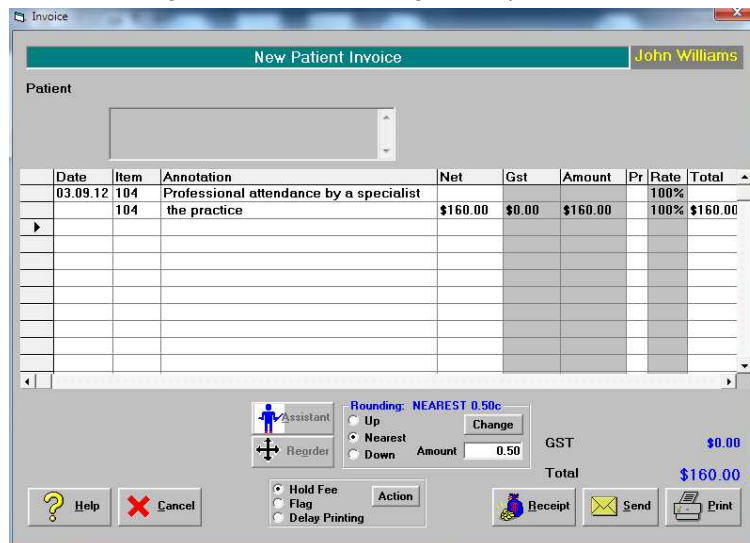 Invoice
New Patient Invoice John Williams
Patient
Date Item Annotation Net Gst Amount Pr Rate Total
03.09.12 104 Professional attendance by a specialist 100%
104 the practice $160.00 $0.00 $160.00 100% $160.00
Rounding: NEAREST 0.50c
Assistant
Up
Change
Nearest
Reorder
Down Amount 0.50
GST $0.00
Total $160.00
Hold Fee
Flag
Action
Delay Printing
Help Cancel Receipt Send Print